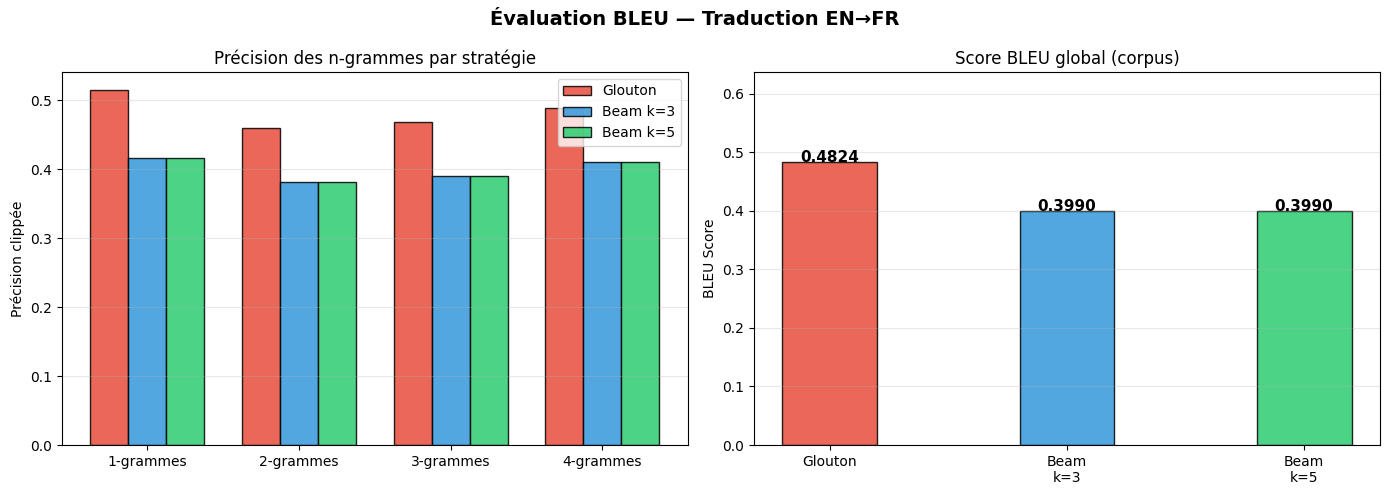 Évaluation BLEU — Traduction EN→FR
Précision des n-grammes par stratégie
Précision clippée
0.5
0.4
0.3
0.2
0.1
0.0
Glouton
Beam k=3
Beam k=5
1-grammes
2-grammes
3-grammes
4-grammes
Score BLEU global (corpus)
BLEU Score
0.6
0.5
0.4
0.3
0.2
0.1
0.0
0.4824
0.3990
0.3990
Glouton
Beam
k=3
Beam
k=5